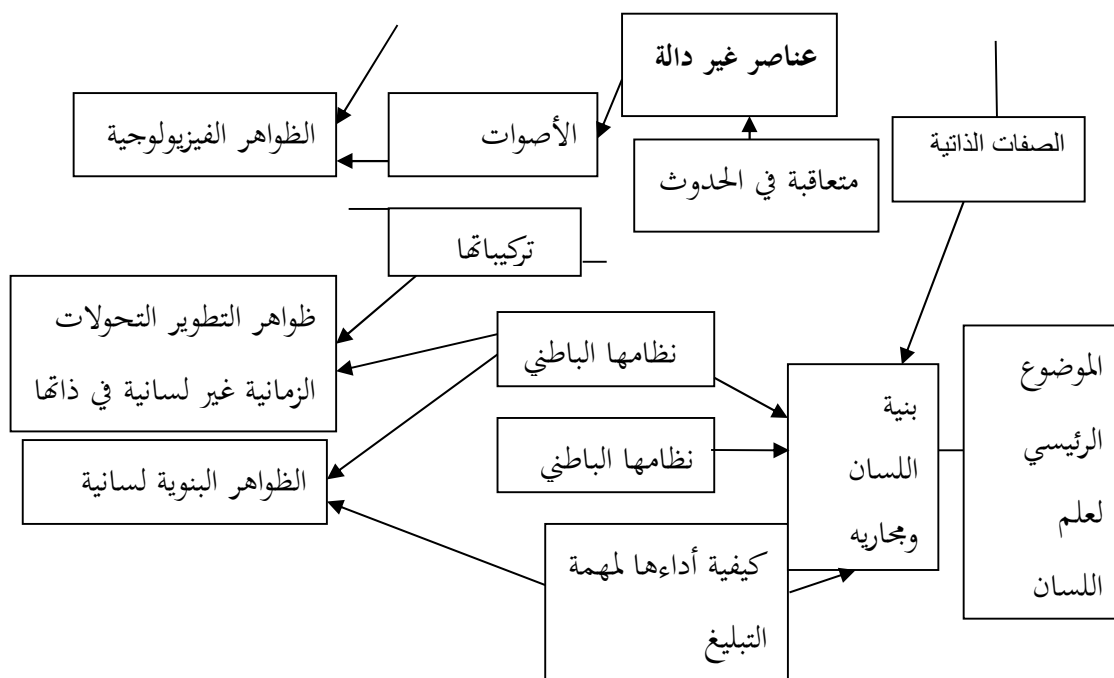 عناصر غير دالة
الصفات الذاتية
متعاقبة في الحدوث
الأصوات
الظواهر الفيزيولوجية
تركيباتها
ظواهر التطوير التحولات
الزمانية غير لسانية في ذاتها
نظامها الباطني
نظامها الباطني
الظواهر البنوية لسانية
كيفية أداءها لمهمة
التبليغ
بنية
اللسان
ومجاريه
الموضوع
الرئيسي
لعلم
اللسان